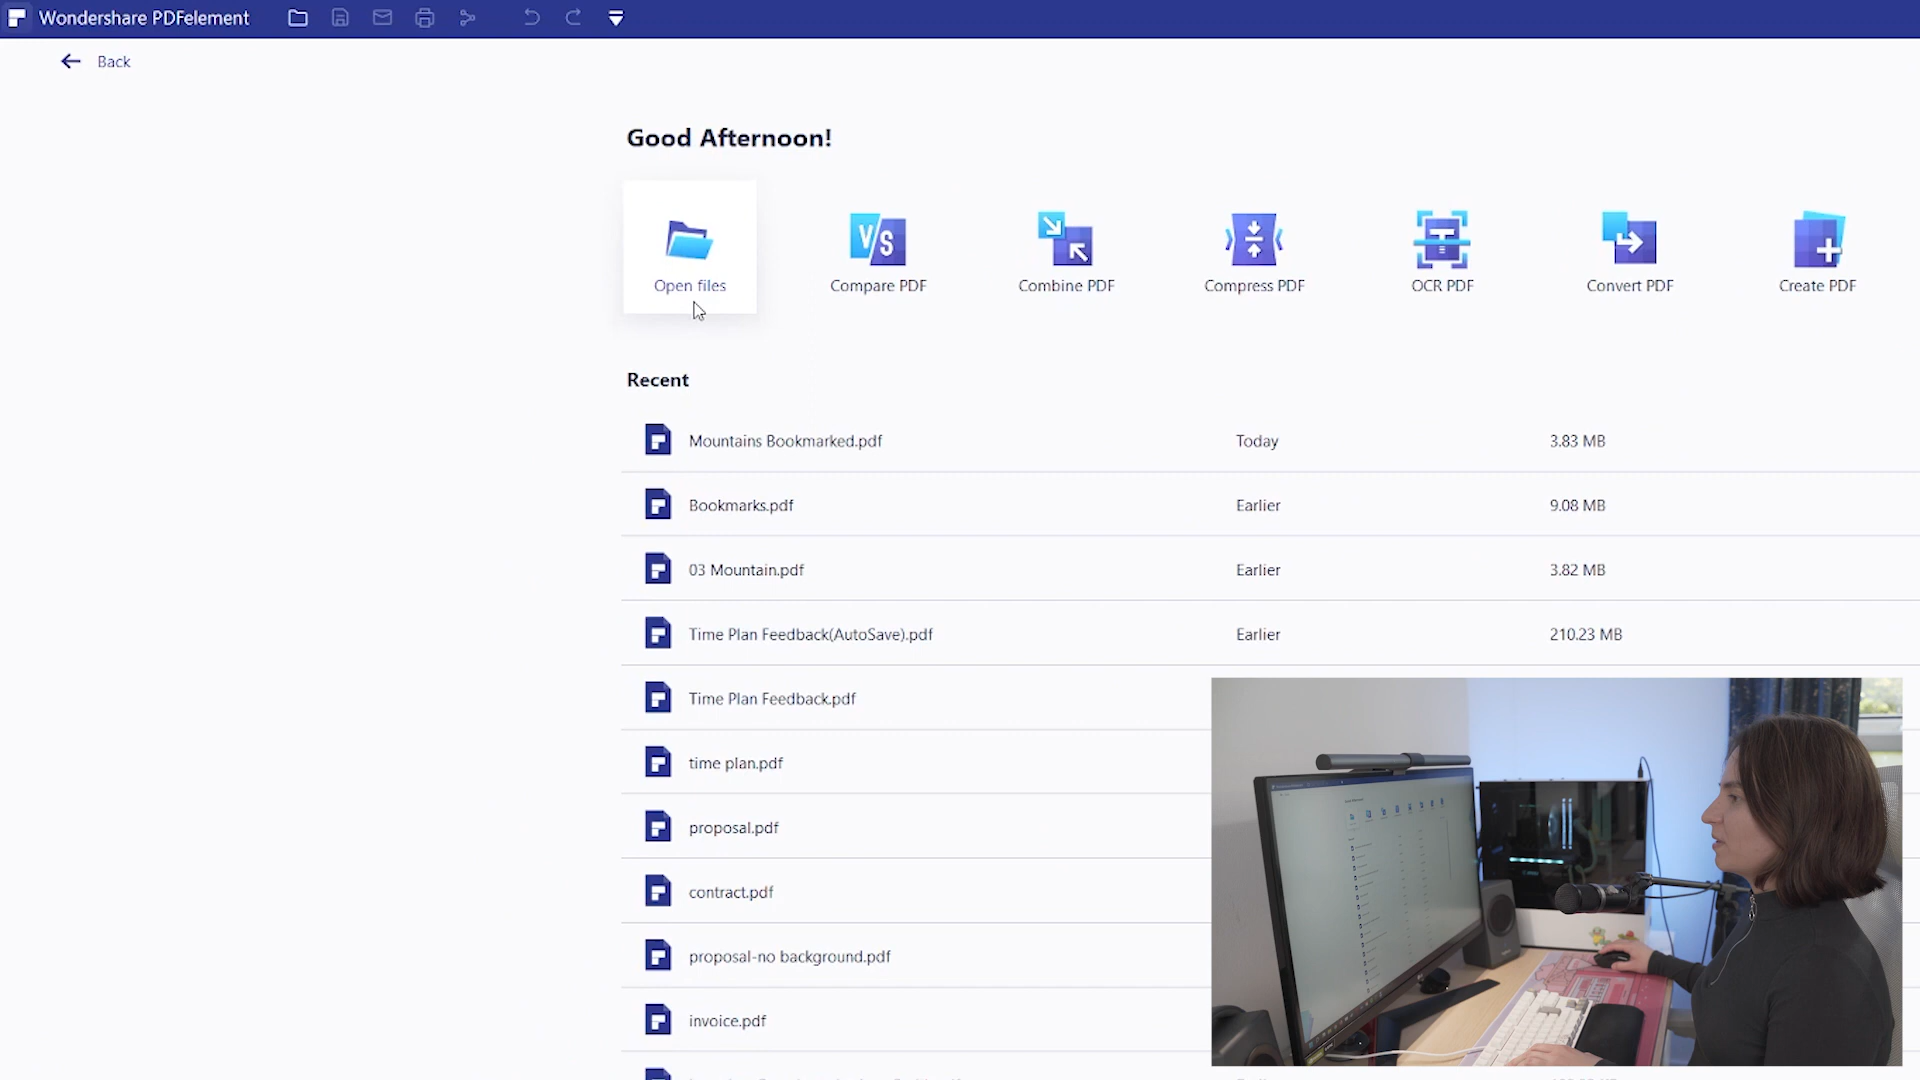 Wondershare PDFelement
Back
Good Afternoon!
Open files
Compare PDF
Combine PDF
Compress PDF
OCR PDF
Convert PDF
Create PDF
Recent
Mountains Bookmarked.pdf Today 3.83 MB
Bookmarks.pdf Earlier 9.08 MB
03 Mountain.pdf Earlier 3.82 MB
Time Plan Feedback(AutoSave).pdf Earlier 210.23 MB
Time Plan Feedback.pdf
time plan.pdf
proposal.pdf
contract.pdf
proposal-no background.pdf
invoice.pdf